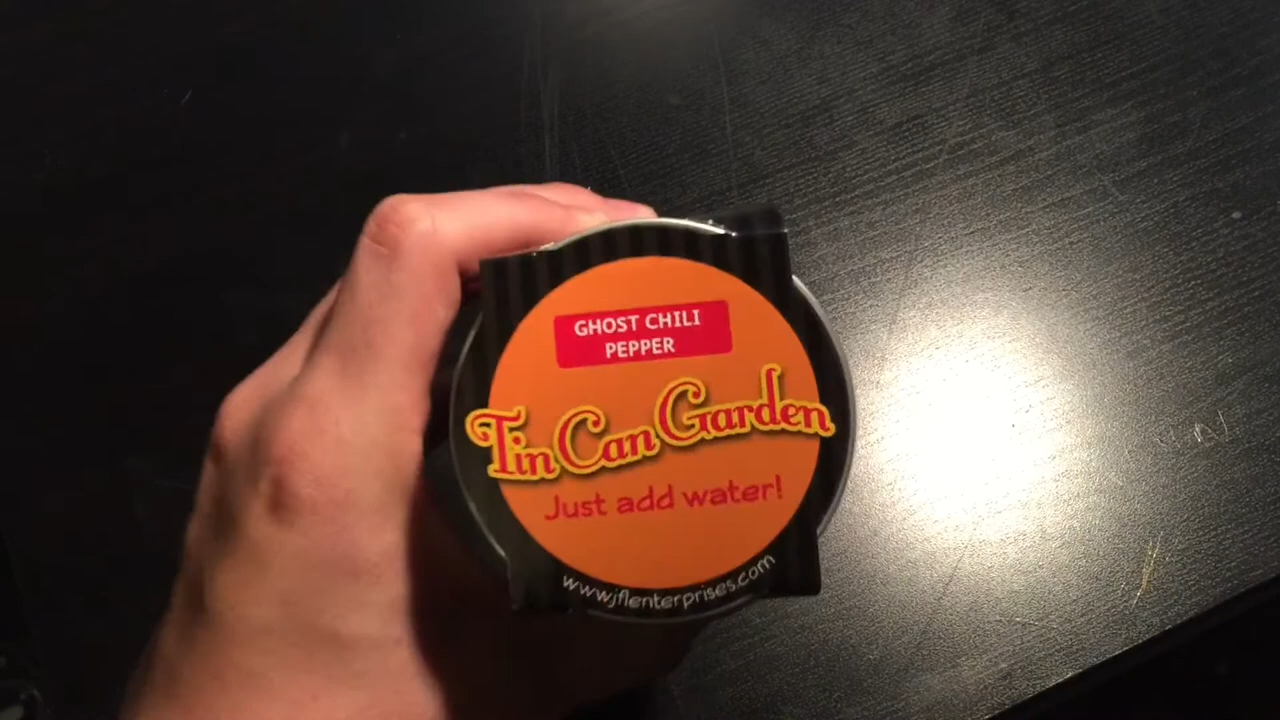 GHOST CHILI
PEPPER
Tin Can Garden
Just add water!
www.jflenterprises.com